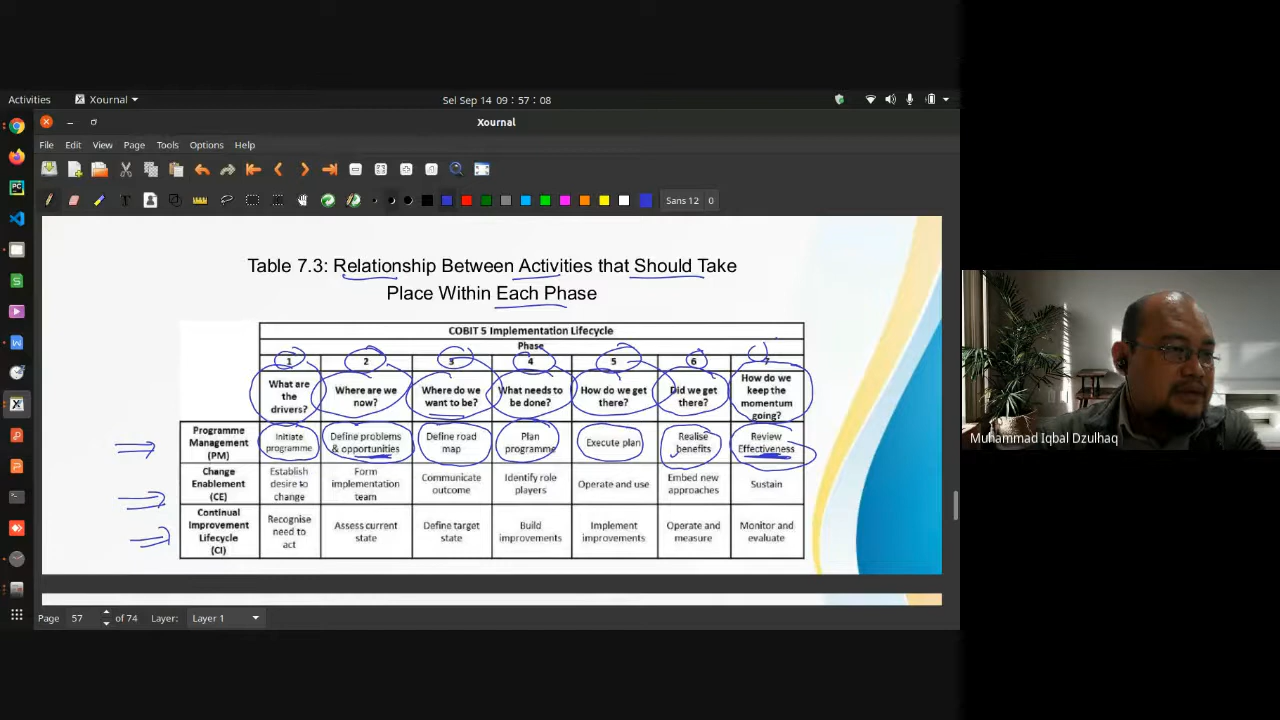 Activities Xournal Sel Sep 14 09:57:08
Xournal
File Edit View Page Tools Options Help
Sans 12 0
Table 7.3: Relationship Between Activities that Should Take
Place Within Each Phase
COBIT 5 Implementation Lifecycle
Phase
1 2 3 4 5 6 7
What are the drivers? Where are we now? Where do we want to be? What needs to be done? How do we get there? Did we get there? How do we keep the momentum going?
Programme Management (PM) Initiate programme Define problems & opportunities Define road map Plan programme Execute plan Realise benefits Review Effectiveness
Change Enablement (CE) Establish desire to change Form implementation team Communicate outcome Identify role players Operate and use Embed new approaches Sustain
Continual Improvement Lifecycle (CI) Recognise need to act Assess current state Define target state Build improvements Implement improvements Operate and measure Monitor and evaluate
Page 57 of 74 Layer: Layer 1
Muhammad Iqbal Dzulhaq